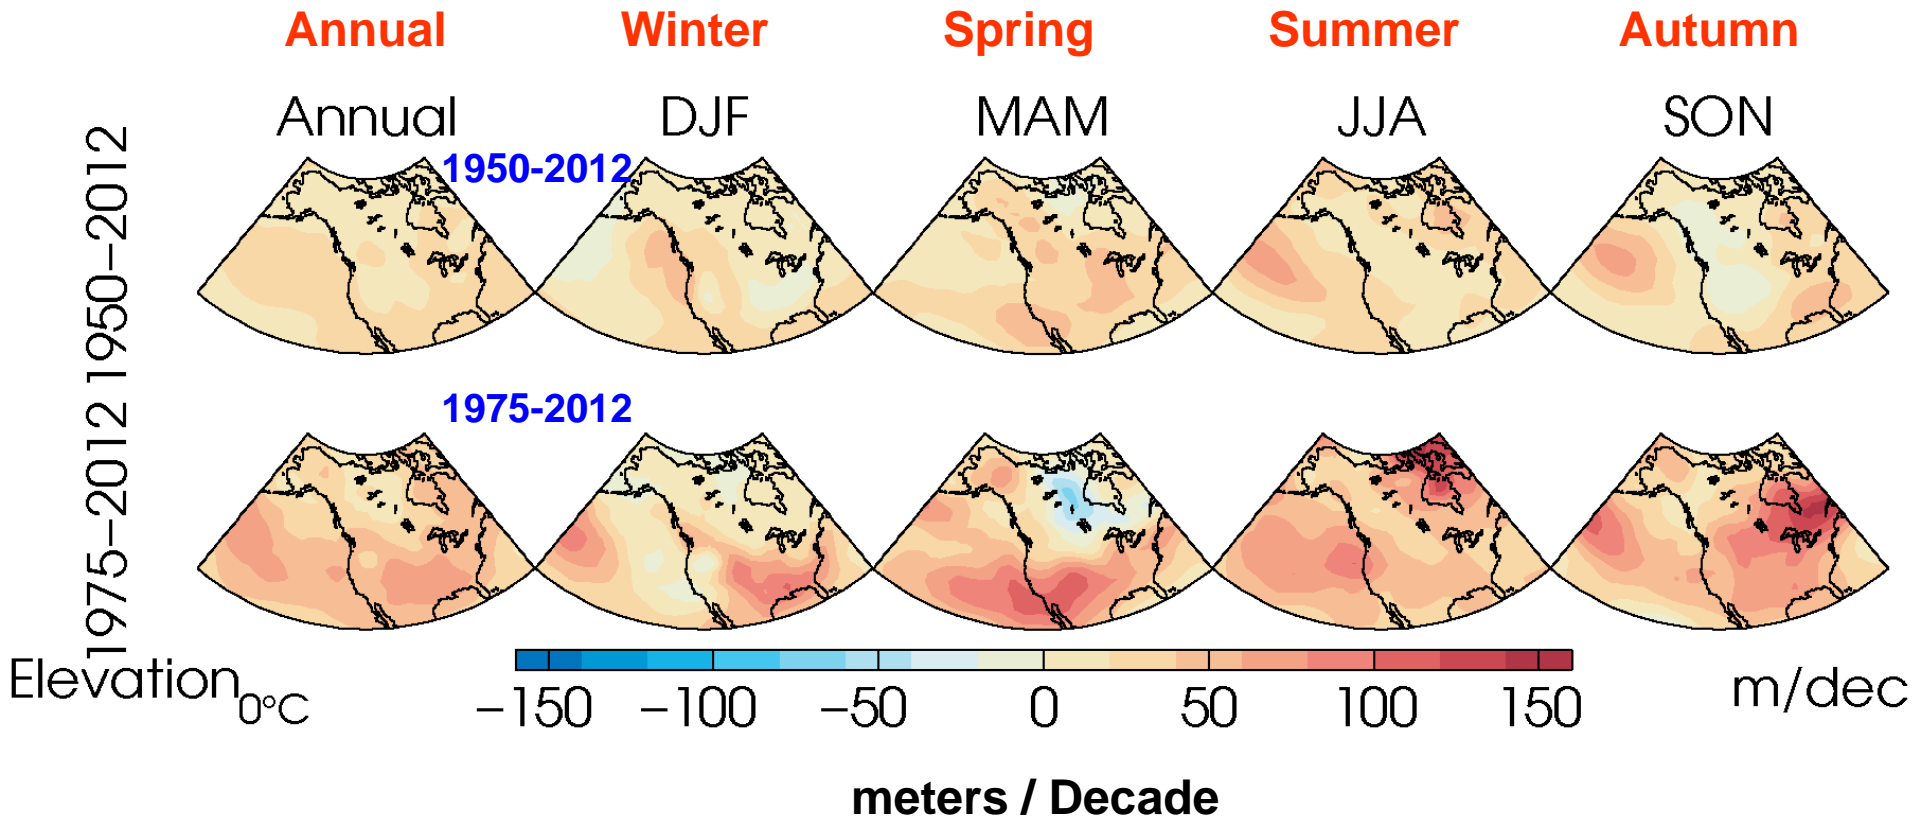 Annual Winter Spring Summer Autumn
Annual DJF MAM JJA SON
1950–2012
1950-2012
1975–2012
1975-2012
Elevation0°C
−150 −100 −50 0 50 100 150
m/dec
meters / Decade